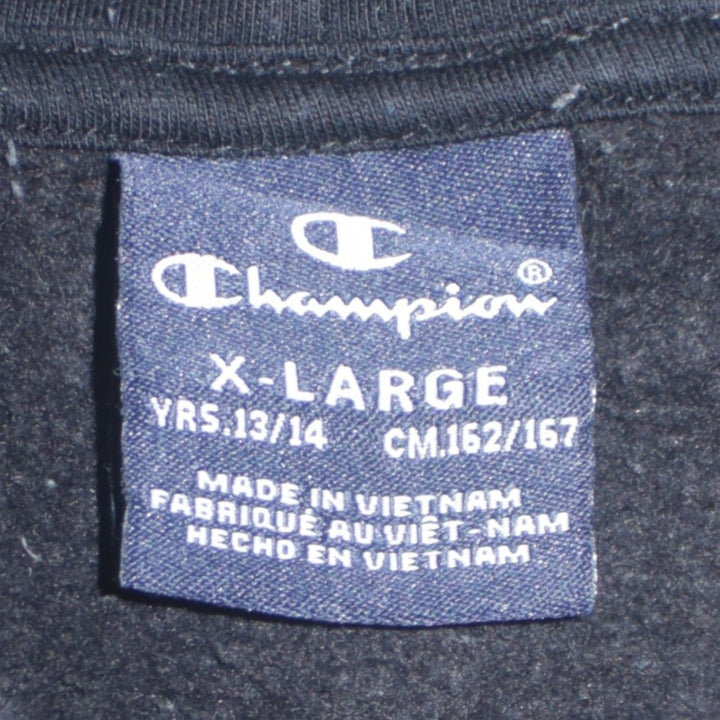 Champion®
X-LARGE
YRS.13/14 CM.162/167
MADE IN VIETNAM
FABRIQUÉ AU VIÊT-NAM
HECHO EN VIETNAM